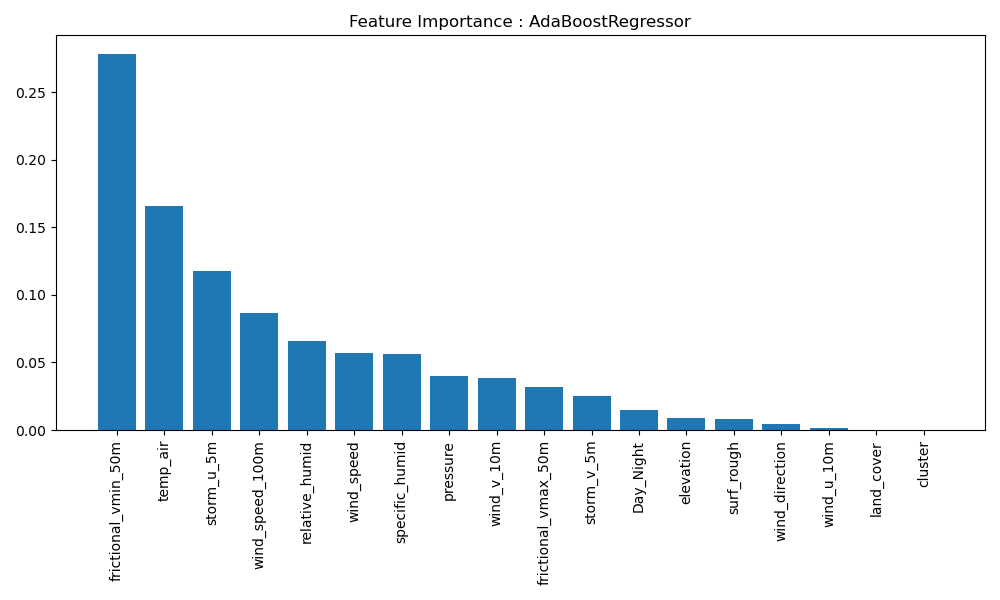 Feature Importance : AdaBoostRegressor
0.25
0.20
0.15
0.10
0.05
0.00
frictional_vmin_50m
temp_air
storm_u_5m
wind_speed_100m
relative_humid
wind_speed
specific_humid
pressure
wind_v_10m
frictional_vmax_50m
storm_v_5m
Day_Night
elevation
surf_rough
wind_direction
wind_u_10m
land_cover
cluster